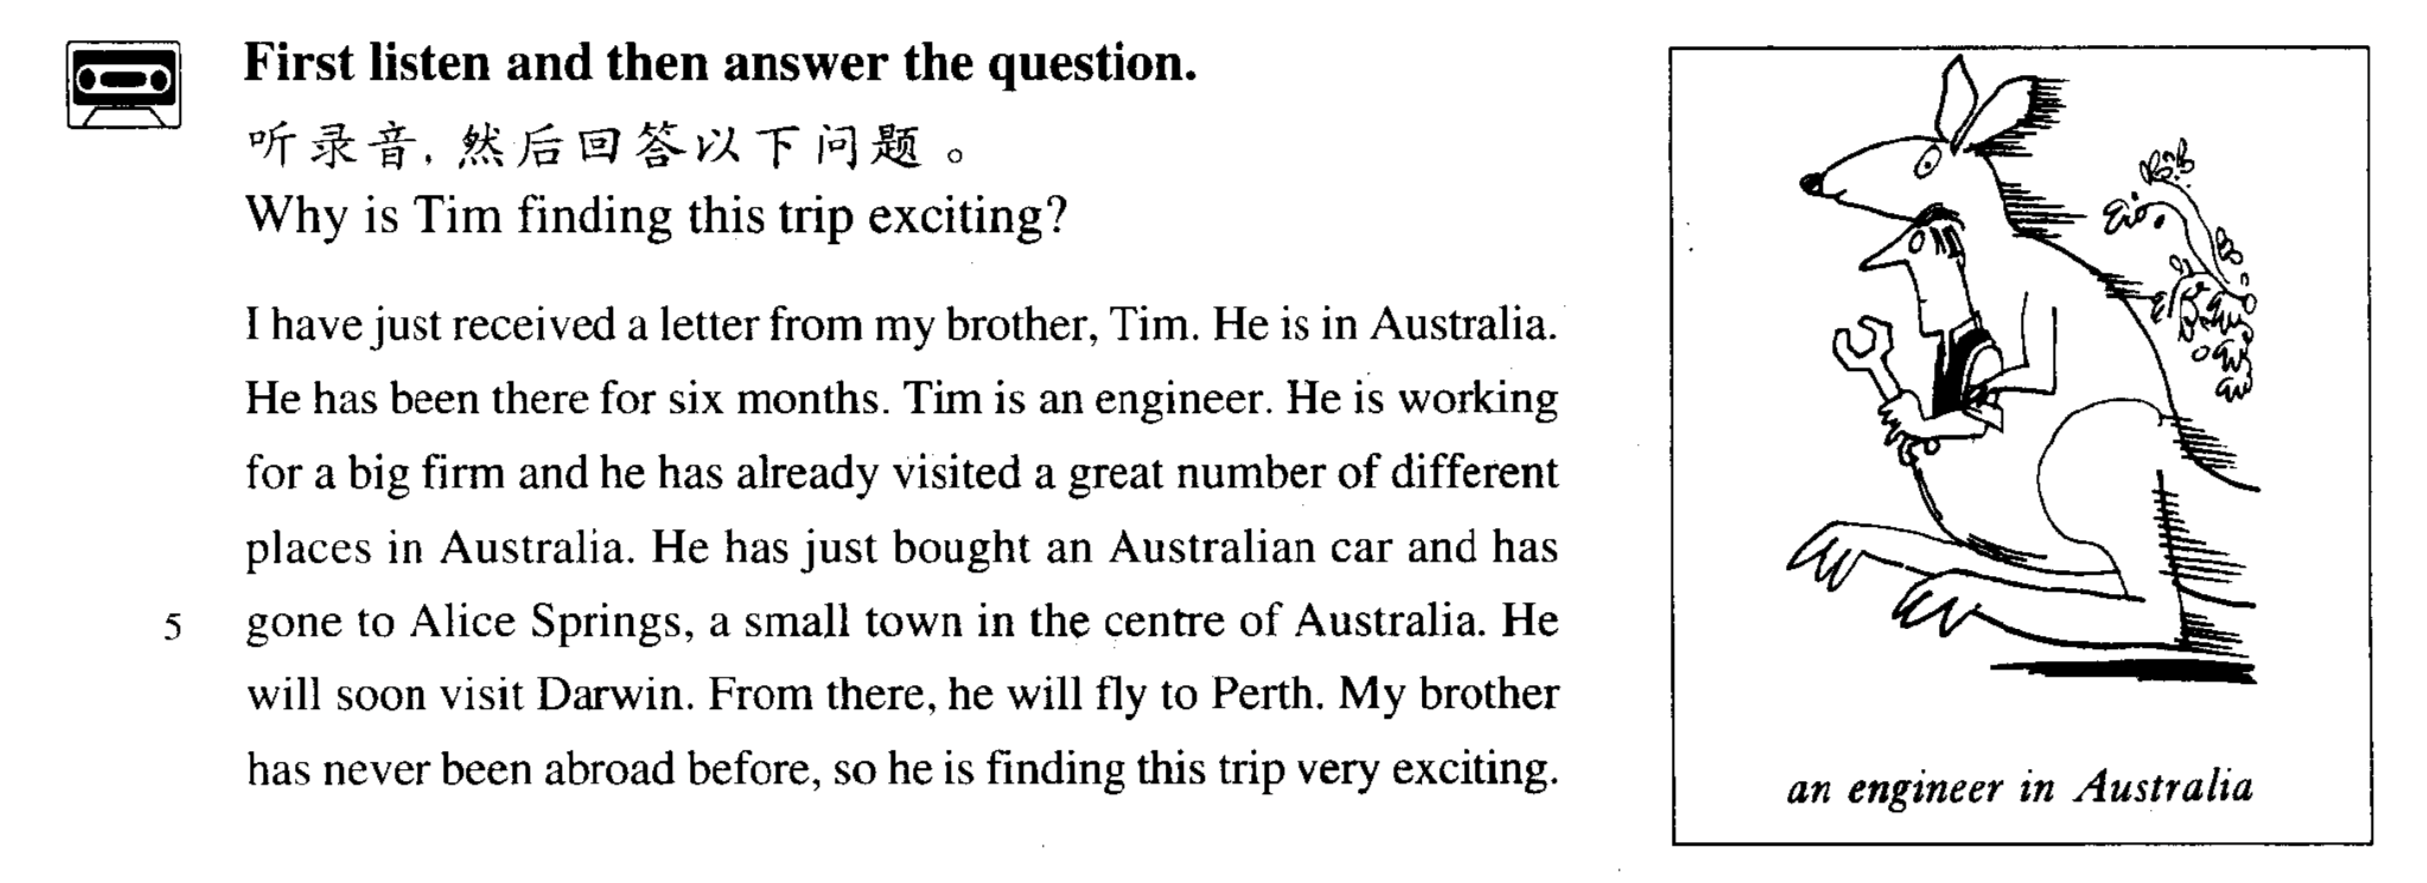 First listen and then answer the question.
听录音,然后回答以下问题。
Why is Tim finding this trip exciting?
I have just received a letter from my brother, Tim. He is in Australia.
He has been there for six months. Tim is an engineer. He is working
for a big firm and he has already visited a great number of different
places in Australia. He has just bought an Australian car and has
5 gone to Alice Springs, a small town in the centre of Australia. He
will soon visit Darwin. From there, he will fly to Perth. My brother
has never been abroad before, so he is finding this trip very exciting.
an engineer in Australia